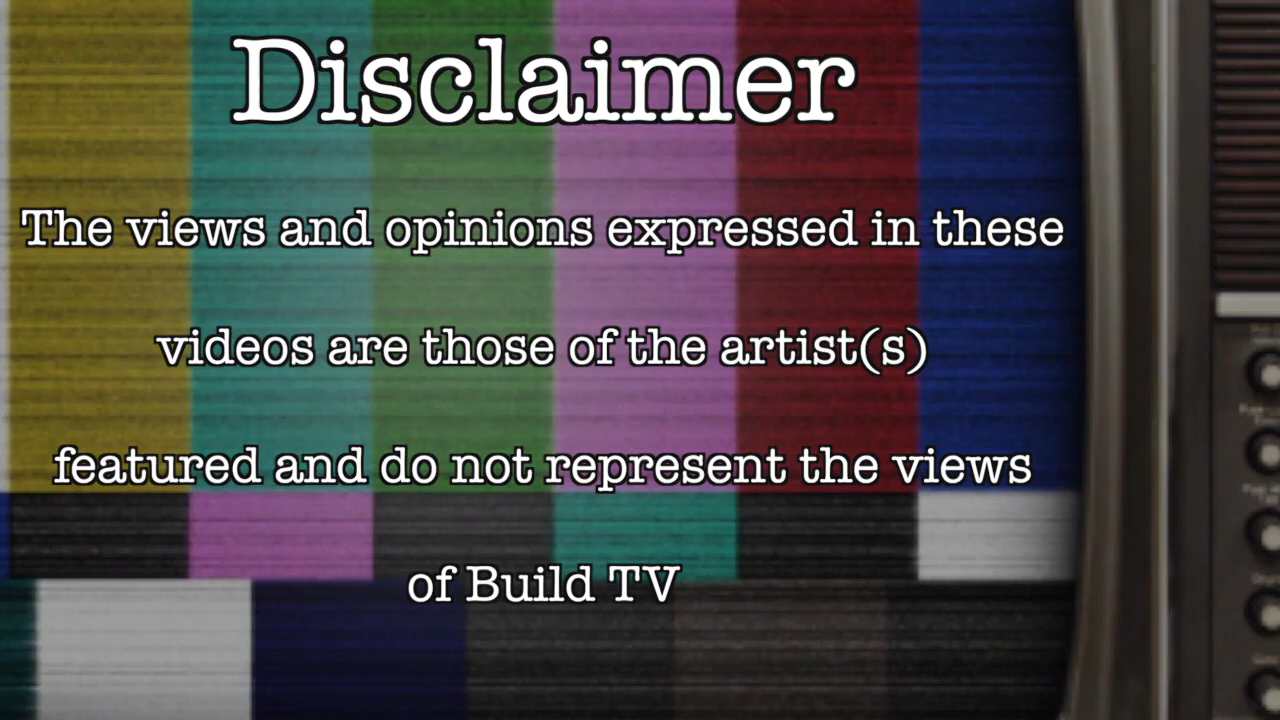 Disclaimer
The views and opinions expressed in these
videos are those of the artist(s)
featured and do not represent the views
of Build TV